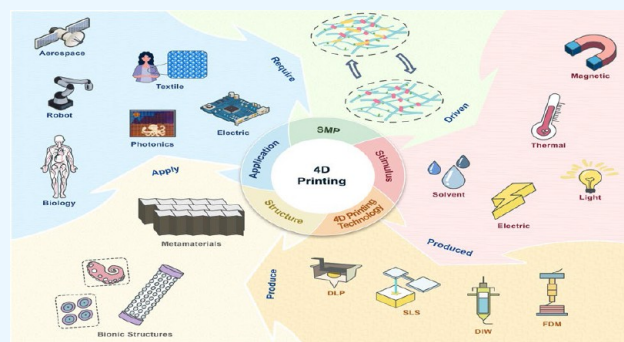 Aerospace
Textile
Robot
Photonics
Electric
Biology
Require
Apply
Driven
Magnetic
Thermal
Solvent
Electric
Light
Produced
SMP
Application
Stimulus
4D
Printing
Structure
4D Printing
Technology
Metamaterials
Bionic Structures
Produce
DLP
SLS
DIW
FDM